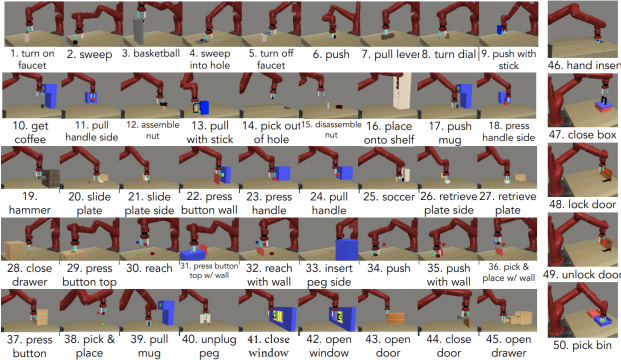 1. turn on faucet
2. sweep
3. basketball
4. sweep into hole
5. turn off faucet
6. push
7. pull lever
8. turn dial
9. push with stick
10. get coffee
11. pull handle side
12. assemble nut
13. pull with stick
14. pick out of hole
15. disassemble nut
16. place onto shelf
17. push mug
18. press handle side
19. hammer
20. slide plate
21. slide plate side
22. press button wall
23. press handle
24. pull handle
25. soccer
26. retrieve plate side
27. retrieve plate
28. close drawer
29. press button top
30. reach
31. press button top w/ wall
32. reach with wall
33. insert peg side
34. push
35. push with wall
36. pick & place w/ wall
37. press button
38. pick & place
39. pull mug
40. unplug peg
41. close window
42. open window
43. open door
44. close door
45. open drawer
46. hand insert
47. close box
48. lock door
49. unlock door
50. pick bin